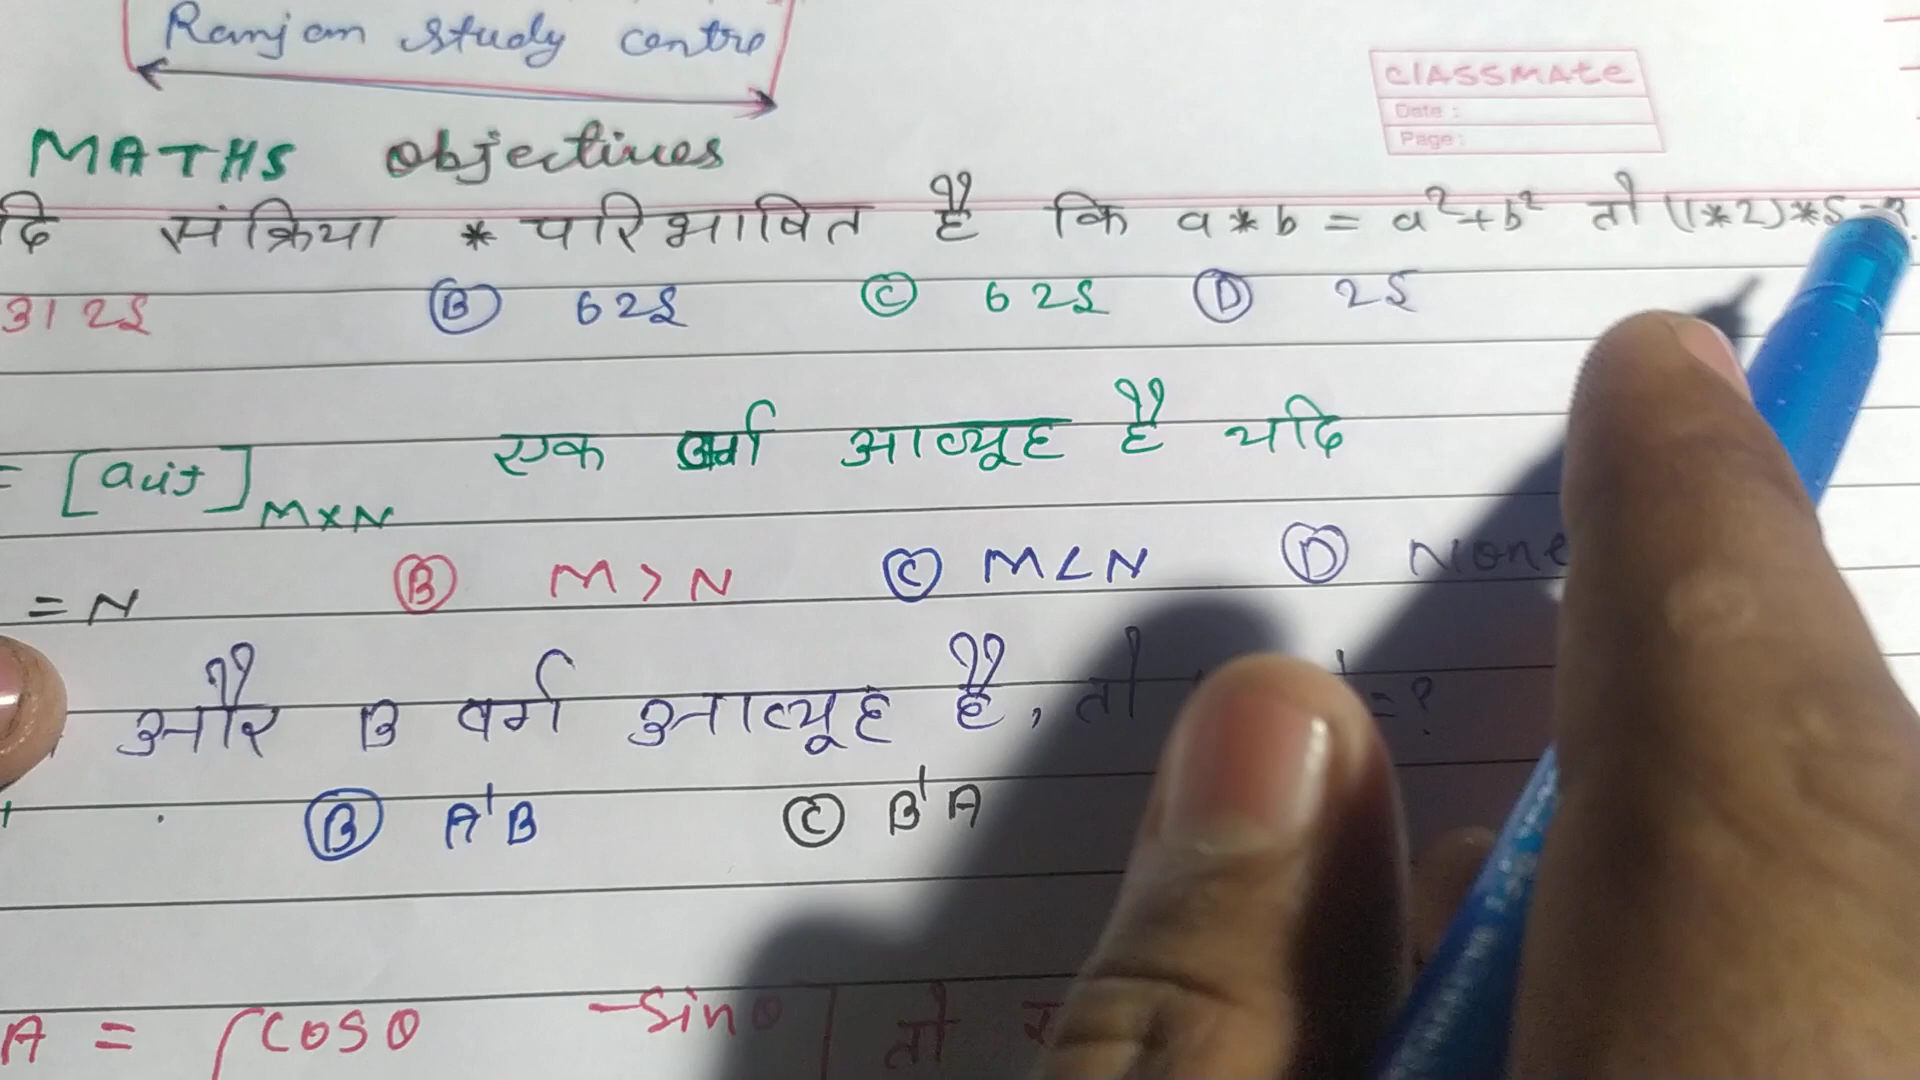 Ranjan study centre
CLASSMATE
Date :
Page :
MATHS objectives
दि संक्रिया * परिभाषित है कि a * b = a²+b² तो (1*2)*5=?
3125 Ⓑ 625 Ⓒ 625 Ⓓ 25
= [aij]M×N एक वर्ग आव्यूह है यदि
= N Ⓑ M > N Ⓒ M < N Ⓓ None
और B वर्ग आव्यूह है, तो =?
Ⓑ A'B Ⓒ B'A
A = [cosθ -sinθ तो